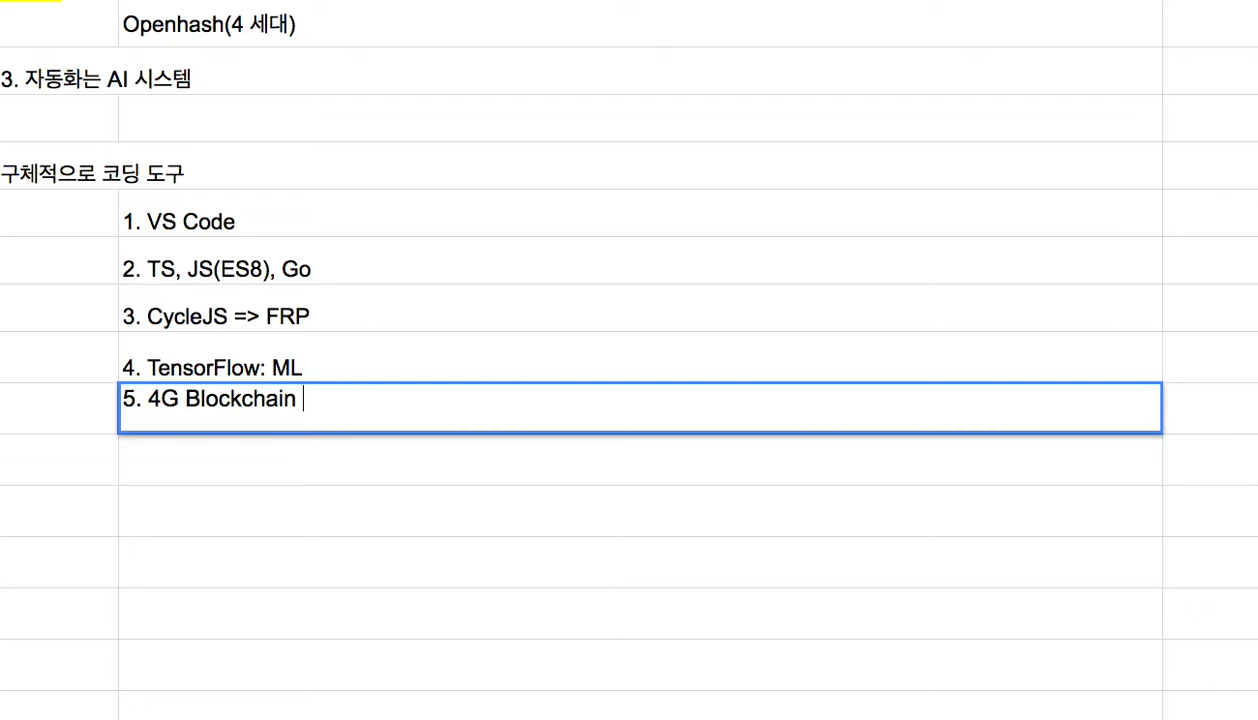 Openhash(4 세대)
3. 자동화는 AI 시스템
구체적으로 코딩 도구
1. VS Code
2. TS, JS(ES8), Go
3. CycleJS => FRP
4. TensorFlow: ML
5. 4G Blockchain